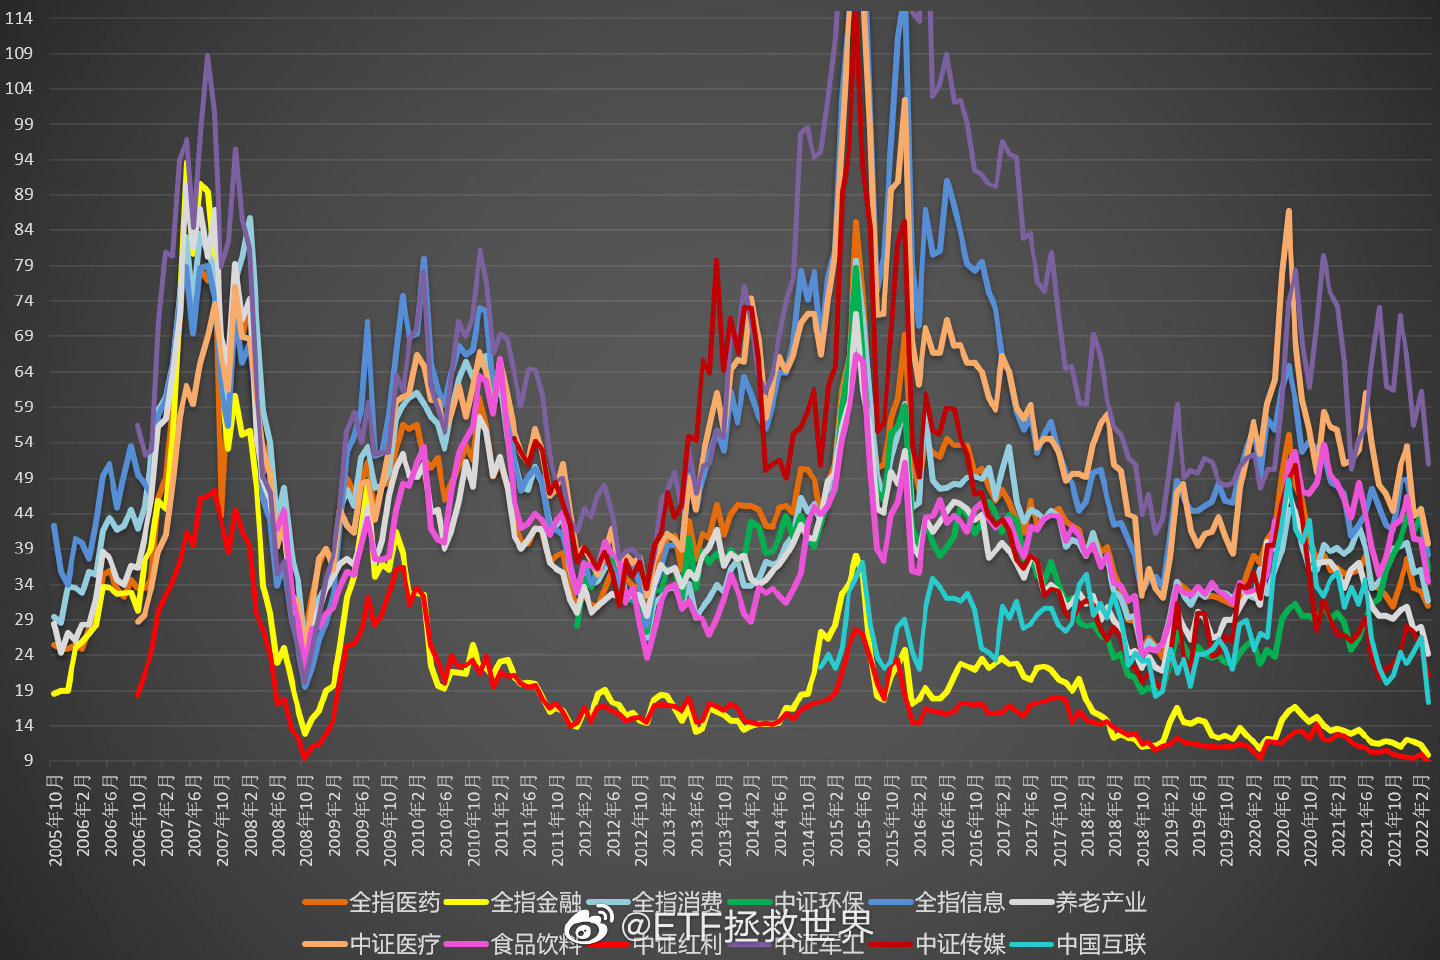 114
109
104
99
94
89
84
79
74
69
64
59
54
49
44
39
34
29
24
19
14
9
2005年10月
2006年2月
2006年6月
2006年10月
2007年2月
2007年6月
2007年10月
2008年2月
2008年6月
2008年10月
2009年2月
2009年6月
2009年10月
2010年2月
2010年6月
2010年10月
2011年2月
2011年6月
2011年10月
2012年2月
2012年6月
2012年10月
2013年2月
2013年6月
2013年10月
2014年2月
2014年6月
2014年10月
2015年2月
2015年6月
2015年10月
2016年2月
2016年6月
2016年10月
2017年2月
2017年6月
2017年10月
2018年2月
2018年6月
2018年10月
2019年2月
2019年6月
2019年10月
2020年2月
2020年6月
2020年10月
2021年2月
2021年6月
2021年10月
2022年2月
全指医药 全指金融 全指消费 中证环保 全指信息 养老产业
中证医疗 食品饮料 中证红利 中证军工 中证传媒 中国互联
@ETF拯救世界